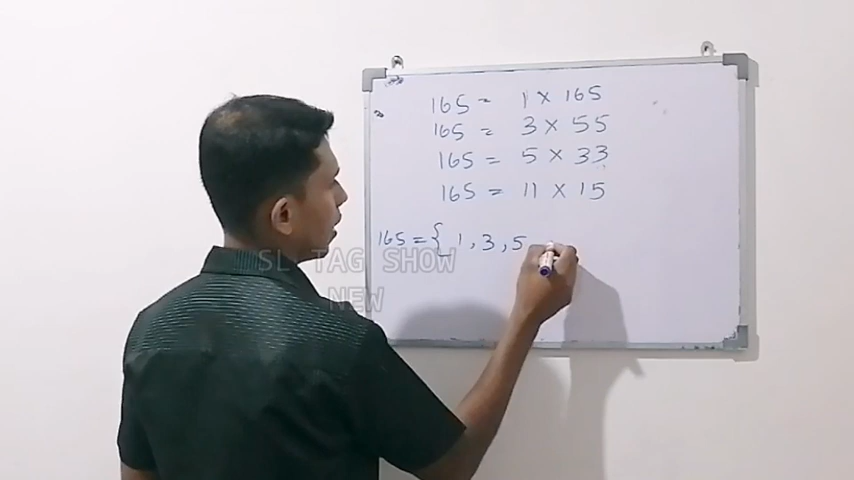 165 = 1 × 165
165 = 3 × 55
165 = 5 × 33
165 = 11 × 15
165 = { 1 , 3 , 5
SL TAG SHOW
NEW